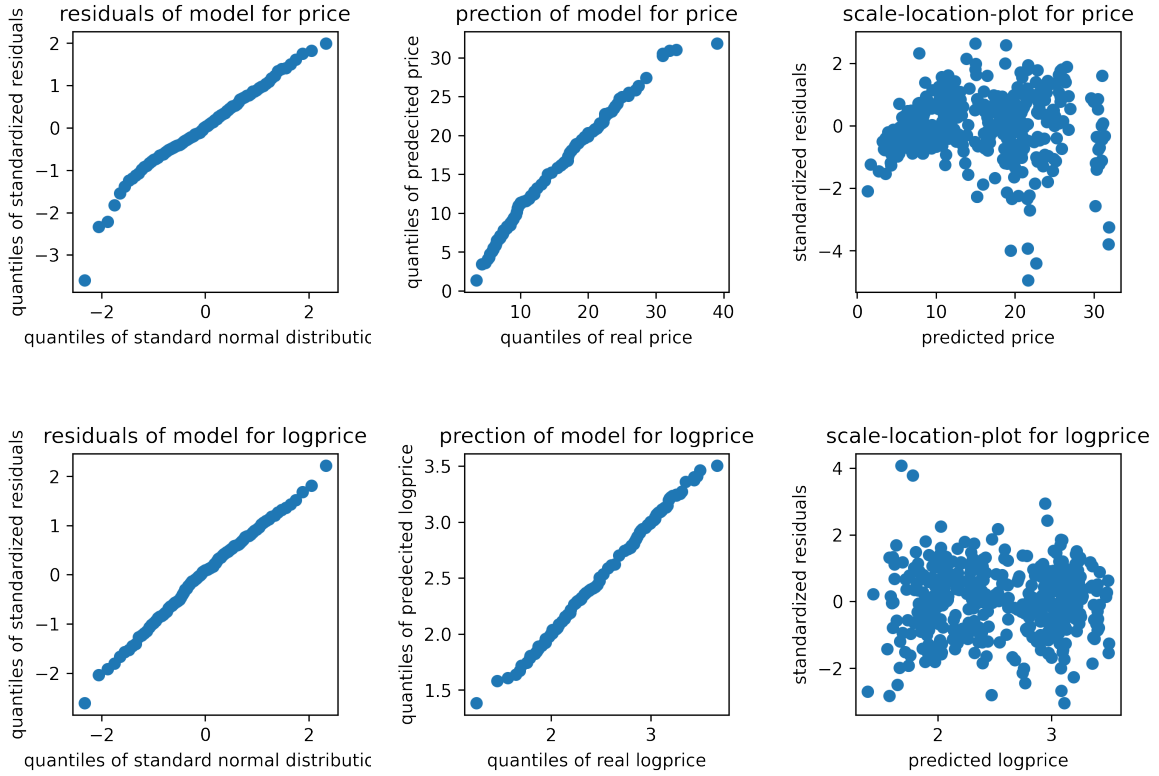 residuals of model for price
prection of model for price
scale-location-plot for price
quantiles of standardized residuals
2
1
0
−1
−2
−3
−2
0
2
quantiles of standard normal distributic
quantiles of predecited price
30
25
20
15
10
5
0
10
20
30
40
quantiles of real price
standardized residuals
2
0
−2
−4
0
10
20
30
predicted price
residuals of model for logprice
prection of model for logprice
scale-location-plot for logprice
quantiles of standardized residuals
2
1
0
−1
−2
−2
0
2
quantiles of standard normal distributic
quantiles of predecited logprice
3.5
3.0
2.5
2.0
1.5
2
3
quantiles of real logprice
standardized residuals
4
2
0
−2
2
3
predicted logprice